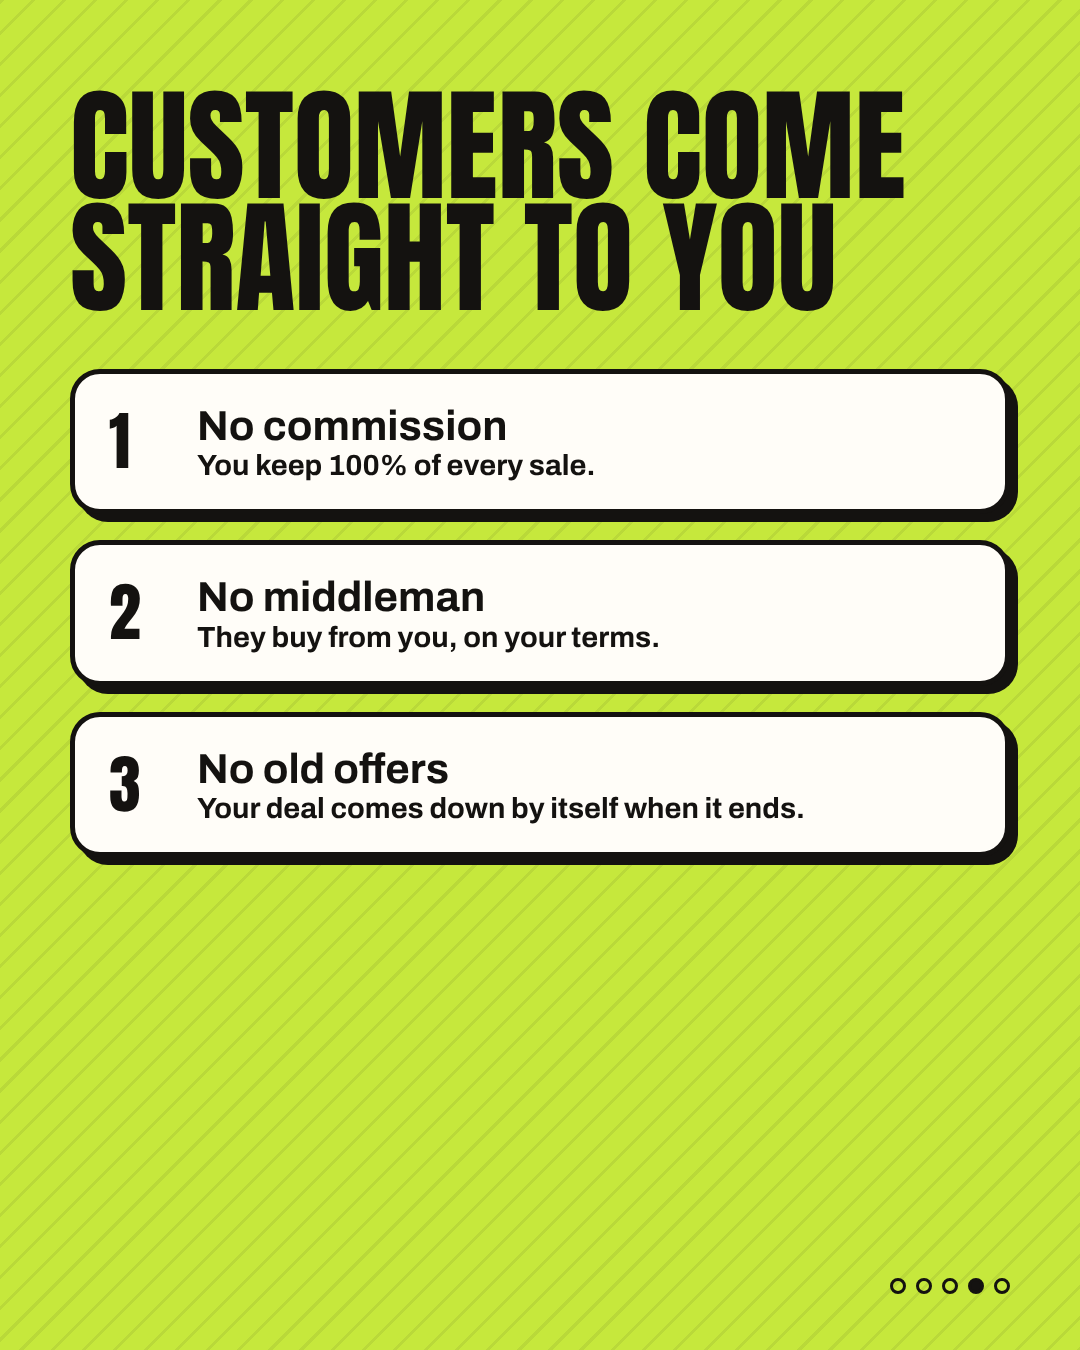 CUSTOMERS COME
STRAIGHT TO YOU
1
No commission
You keep 100% of every sale.
2
No middleman
They buy from you, on your terms.
3
No old offers
Your deal comes down by itself when it ends.